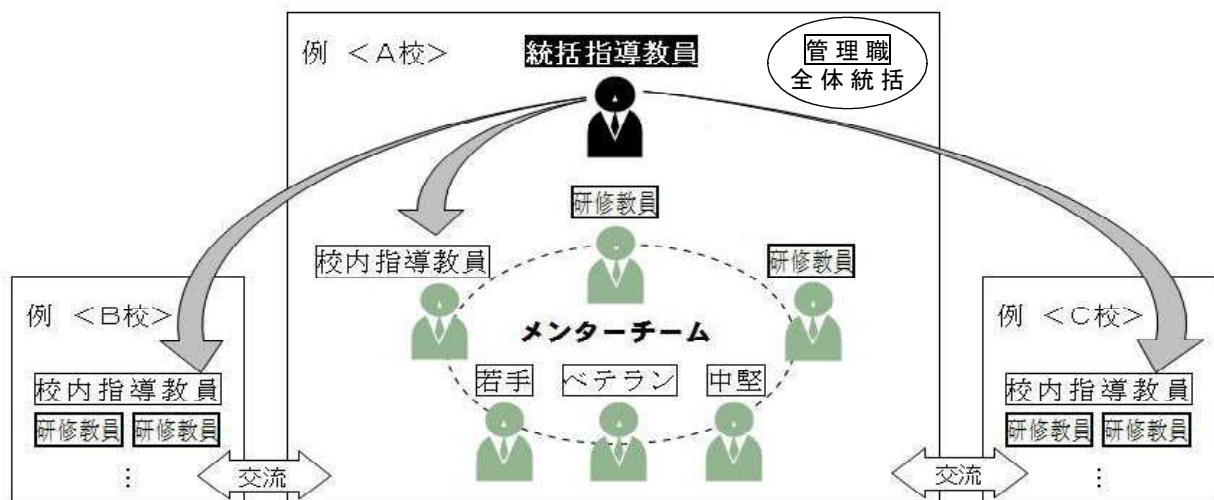 例 <A校>
統括指導教員
管理職
全体統括
研修教員
校内指導教員
研修教員
メンターチーム
若手
ベテラン
中堅
例 <B校>
校内指導教員
研修教員 研修教員
⋮
交流
例 <C校>
校内指導教員
研修教員 研修教員
⋮
交流